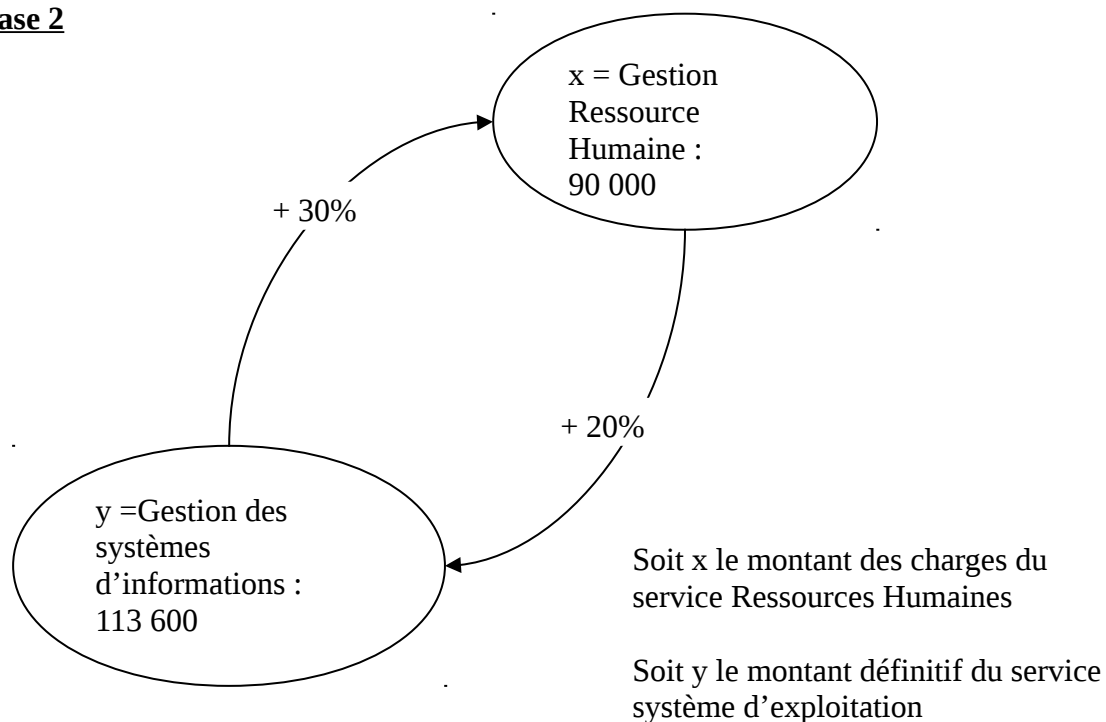 ase 2
x = Gestion
Ressource
Humaine :
90 000
+ 30%
+ 20%
y =Gestion des
systèmes
d’informations :
113 600
Soit x le montant des charges du
service Ressources Humaines
Soit y le montant définitif du service
système d’exploitation